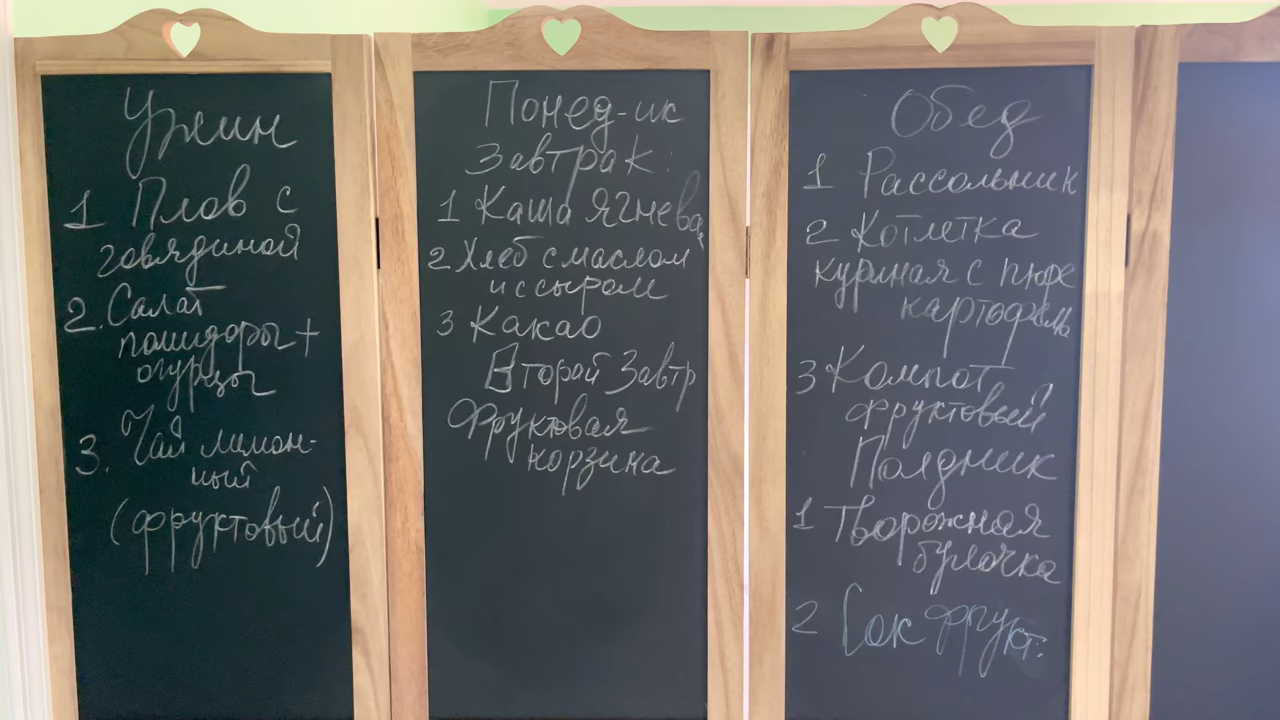 Ужин
1 Плов с
говядиной
2. Салат
помидоры +
огурцы
3. Чай лимон-
ный
(фруктовый)
Понед-ик
Завтрак:
1 Каша Ячневая
2 Хлеб с маслом
и с сыром
3 Какао
Второй Завтр
Фруктовая
корзина
Обед
1 Рассольник
2 Котлетка
куриная с пюре
картофель
3 Компот
фруктовый
Полдник
1 Творожная
булочка
2 Сок фрукт.